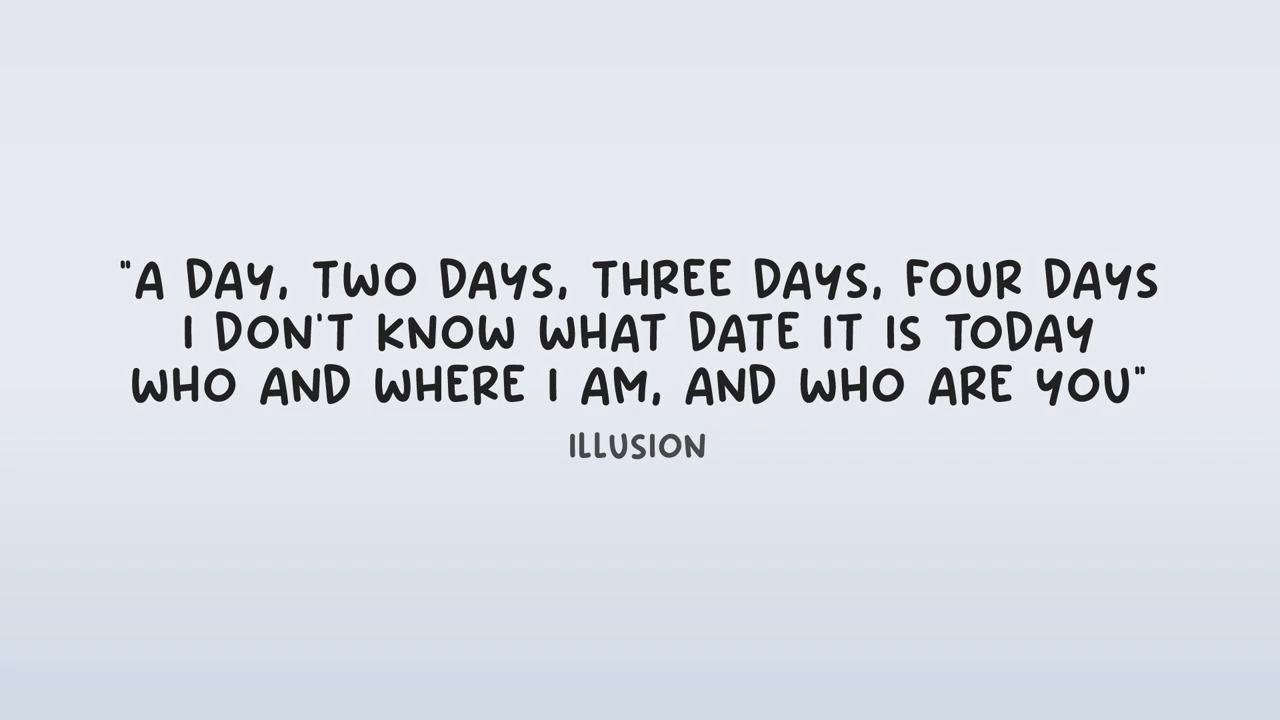 "A DAY, TWO DAYS, THREE DAYS, FOUR DAYS
I DON'T KNOW WHAT DATE IT IS TODAY
WHO AND WHERE I AM, AND WHO ARE YOU"
ILLUSION